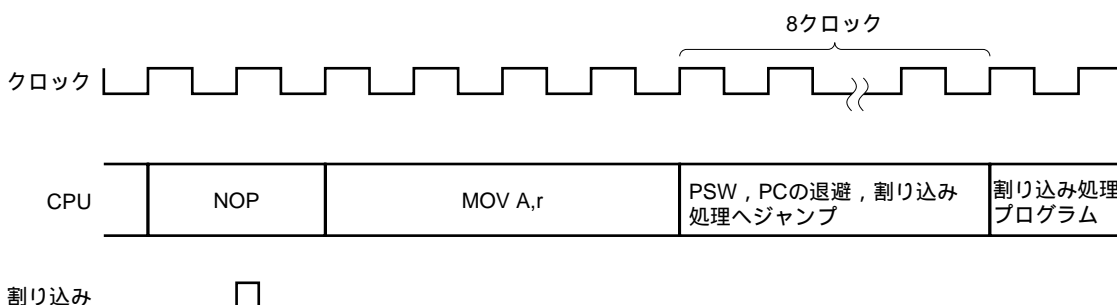 8クロック
クロック
CPU
NOP
MOV A,r
PSW，PCの退避，割り込み
処理へジャンプ
割り込み処理
プログラム
割り込み